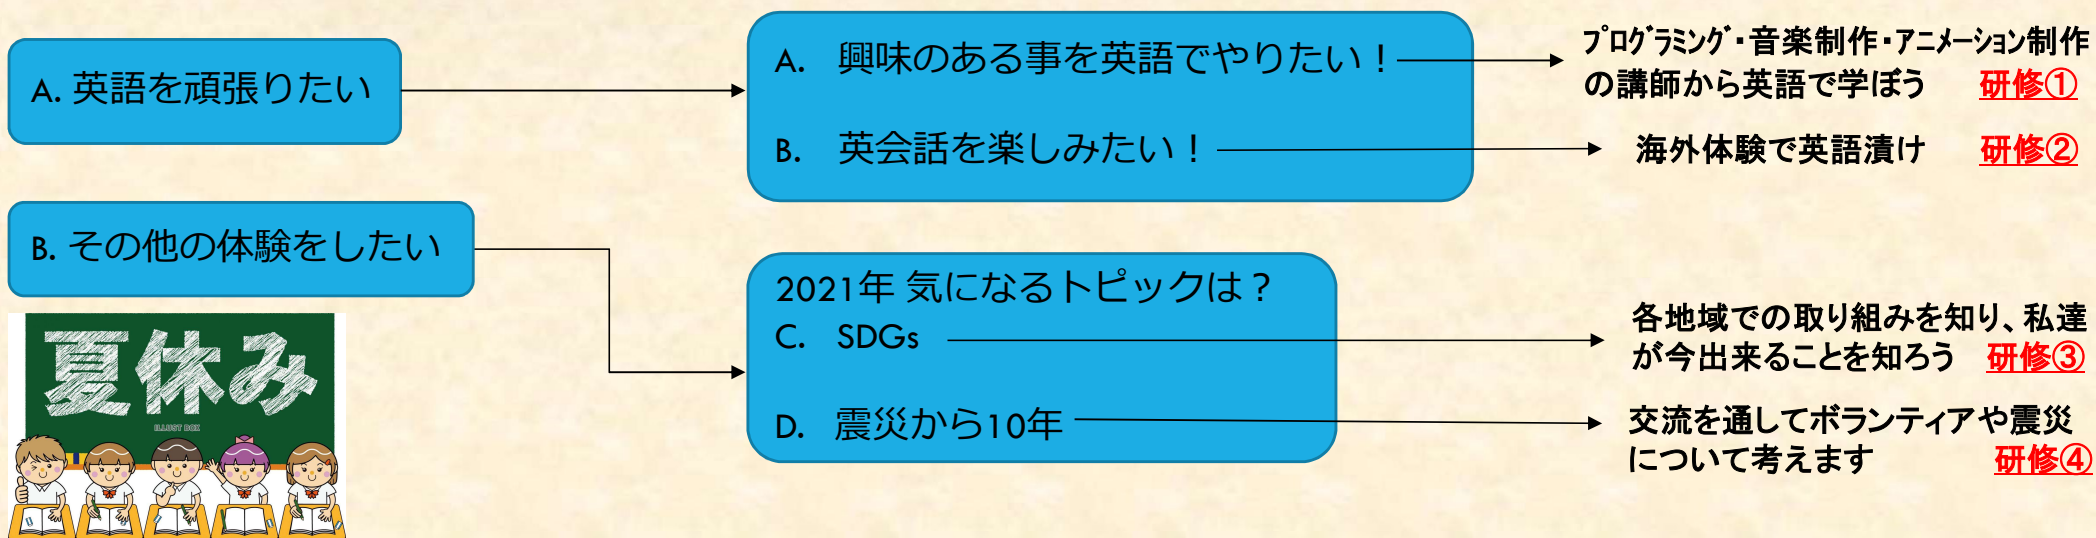 A. 英語を頑張りたい
A. 興味のある事を英語でやりたい！
B. 英会話を楽しみたい！
ﾌﾟﾛｸﾞﾗﾐﾝｸﾞ・音楽制作・ｱﾆﾒｰｼｮﾝ制作
の講師から英語で学ぼう 研修①
海外体験で英語漬け 研修②
B. その他の体験をしたい
2021年 気になるトピックは？
C. SDGs
D. 震災から10年
各地域での取り組みを知り、私達
が今出来ることを知ろう 研修③
交流を通してボランティアや震災
について考えます 研修④
夏休み
ILLUST BOX